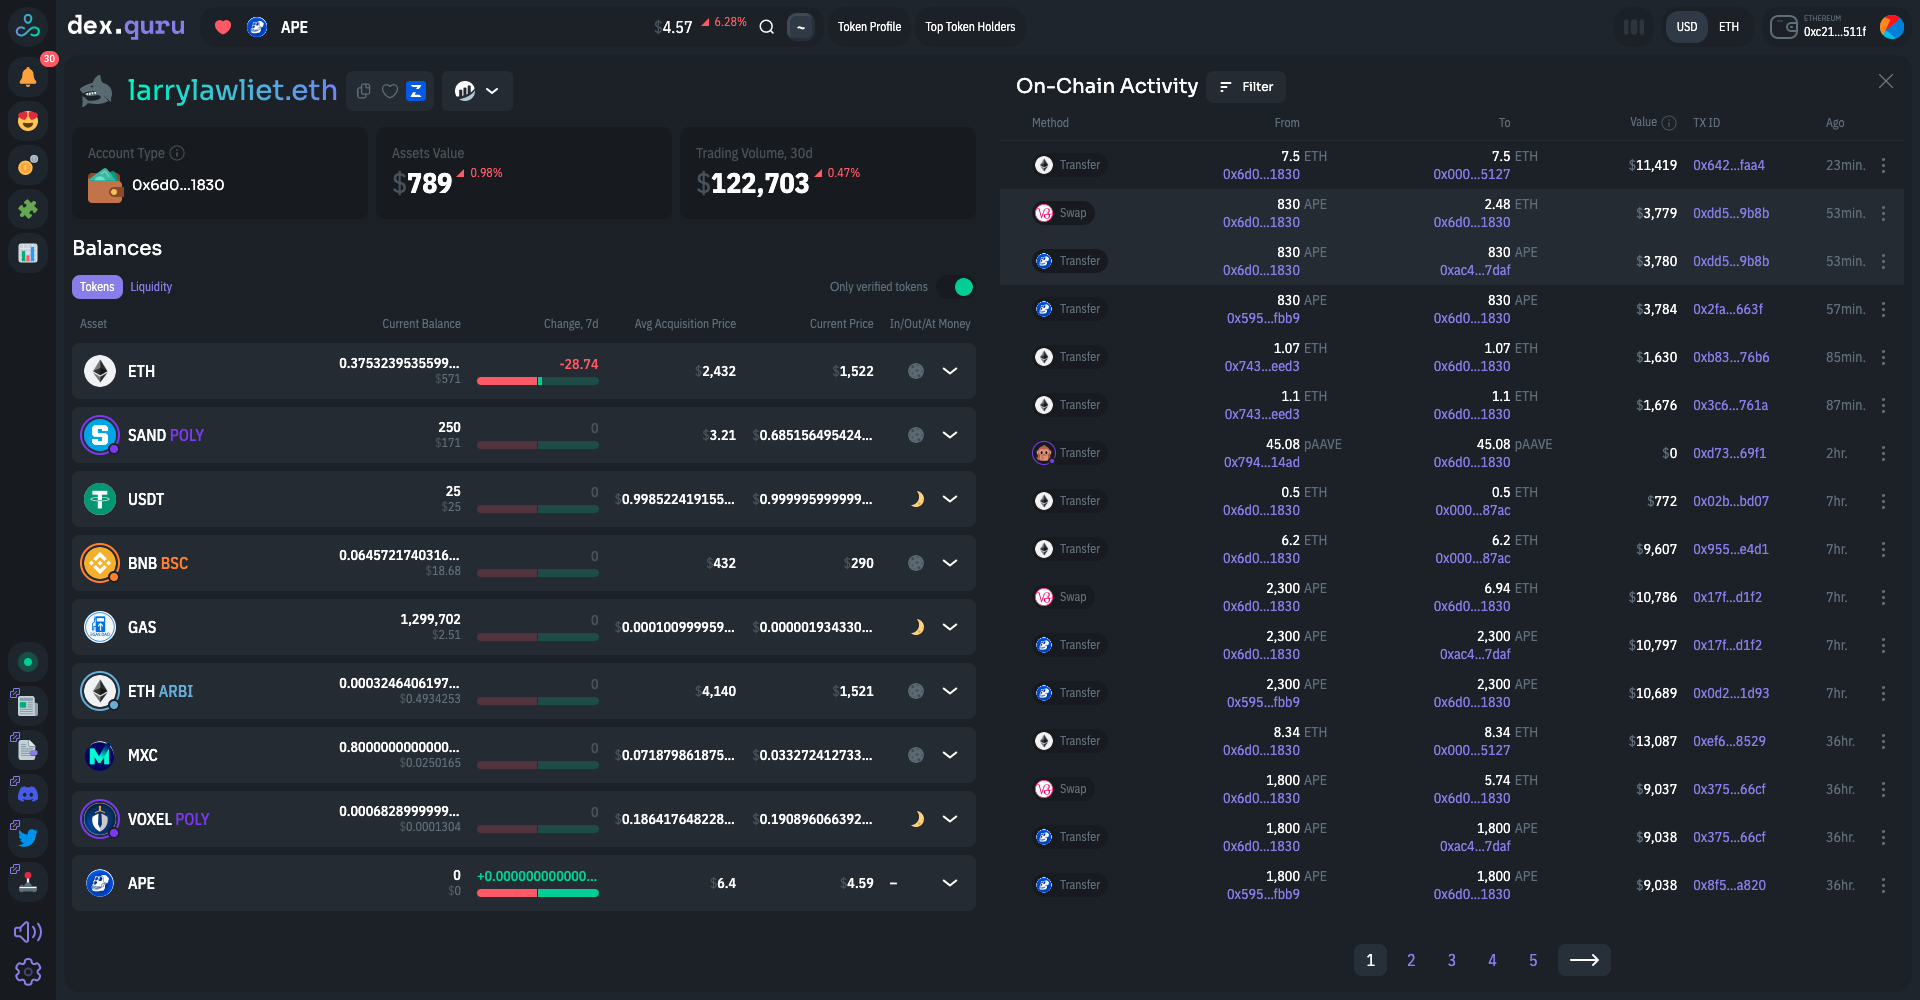 dex.guru
APE
$4.57 6.28%
~
Token Profile
Top Token Holders
USD
ETH
ETHEREUM
0xc21...511f
30
larrylawliet.eth
Account Type
0x6d0...1830
Assets Value
$789 0.98%
Trading Volume, 30d
$122,703 0.47%
Balances
Tokens Liquidity
Only verified tokens
Asset Current Balance Change, 7d Avg Acquisition Price Current Price In/Out/At Money
ETH 0.3753239535599... -28.74 $2,432 $1,522
$571
SAND POLY 250 0 $3.21 $0.685156495424...
$171
USDT 25 0 $0.998522419155... $0.999995999999...
$25
BNB BSC 0.0645721740316... 0 $432 $290
$18.68
GAS 1,299,702 0 $0.000100999959... $0.000001934330...
$2.51
ETH ARBI 0.0003246406197... 0 $4,140 $1,521
$0.4934253
MXC 0.8000000000000... 0 $0.071879861875... $0.033272412733...
$0.0250165
VOXEL POLY 0.0006828999999... 0 $0.186417648228... $0.190896066392...
$0.0001304
APE 0 +0.000000000000... $6.4 $4.59 –
$0
On-Chain Activity
Filter
Method From To Value TX ID Ago
Transfer 7.5 ETH 7.5 ETH $11,419 0x642...faa4 23min.
0x6d0...1830 0x000...5127
Swap 830 APE 2.48 ETH $3,779 0xdd5...9b8b 53min.
0x6d0...1830 0x6d0...1830
Transfer 830 APE 830 APE $3,780 0xdd5...9b8b 53min.
0x6d0...1830 0xac4...7daf
Transfer 830 APE 830 APE $3,784 0x2fa...663f 57min.
0x595...fbb9 0x6d0...1830
Transfer 1.07 ETH 1.07 ETH $1,630 0xb83...76b6 85min.
0x743...eed3 0x6d0...1830
Transfer 1.1 ETH 1.1 ETH $1,676 0x3c6...761a 87min.
0x743...eed3 0x6d0...1830
Transfer 45.08 pAAVE 45.08 pAAVE $0 0xd73...69f1 2hr.
0x794...14ad 0x6d0...1830
Transfer 0.5 ETH 0.5 ETH $772 0x02b...bd07 7hr.
0x6d0...1830 0x000...87ac
Transfer 6.2 ETH 6.2 ETH $9,607 0x955...e4d1 7hr.
0x6d0...1830 0x000...87ac
Swap 2,300 APE 6.94 ETH $10,786 0x17f...d1f2 7hr.
0x6d0...1830 0x6d0...1830
Transfer 2,300 APE 2,300 APE $10,797 0x17f...d1f2 7hr.
0x6d0...1830 0xac4...7daf
Transfer 2,300 APE 2,300 APE $10,689 0x0d2...1d93 7hr.
0x595...fbb9 0x6d0...1830
Transfer 8.34 ETH 8.34 ETH $13,087 0xef6...8529 36hr.
0x6d0...1830 0x000...5127
Swap 1,800 APE 5.74 ETH $9,037 0x375...66cf 36hr.
0x6d0...1830 0x6d0...1830
Transfer 1,800 APE 1,800 APE $9,038 0x375...66cf 36hr.
0x6d0...1830 0xac4...7daf
Transfer 1,800 APE 1,800 APE $9,038 0x8f5...a820 36hr.
0x595...fbb9 0x6d0...1830
1 2 3 4 5